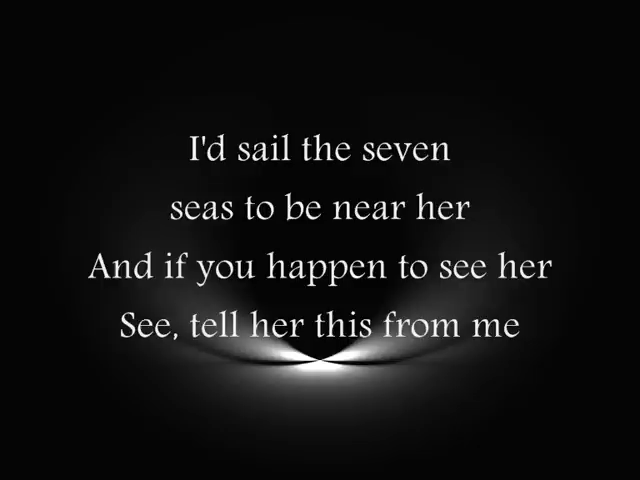 I'd sail the seven
seas to be near her
And if you happen to see her
See, tell her this from me